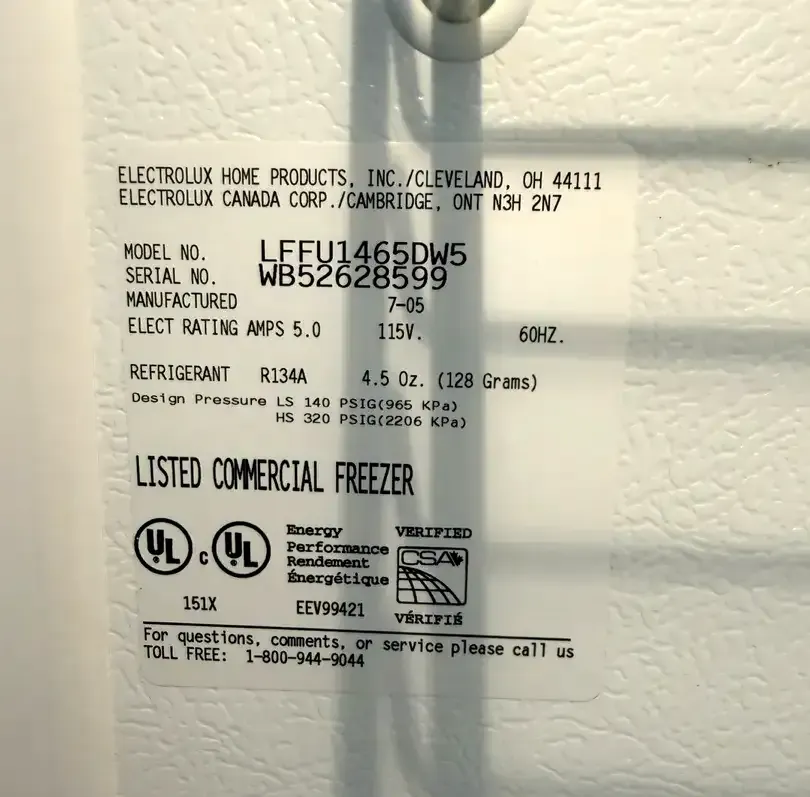 ELECTROLUX HOME PRODUCTS, INC./CLEVELAND, OH 44111
ELECTROLUX CANADA CORP./CAMBRIDGE, ONT N3H 2N7
MODEL NO. LFFU1465DW5
SERIAL NO. WB52628599
MANUFACTURED 7-05
ELECT RATING AMPS 5.0 115V. 60HZ.
REFRIGERANT R134A 4.5 Oz. (128 Grams)
Design Pressure LS 140 PSIG(965 KPa)
HS 320 PSIG(2206 KPa)
LISTED COMMERCIAL FREEZER
UL C UL
Energy
Performance
Rendement
Énergétique
VERIFIED
CSA
VÉRIFIÉ
151X EEV99421
For questions, comments, or service please call us
TOLL FREE: 1-800-944-9044